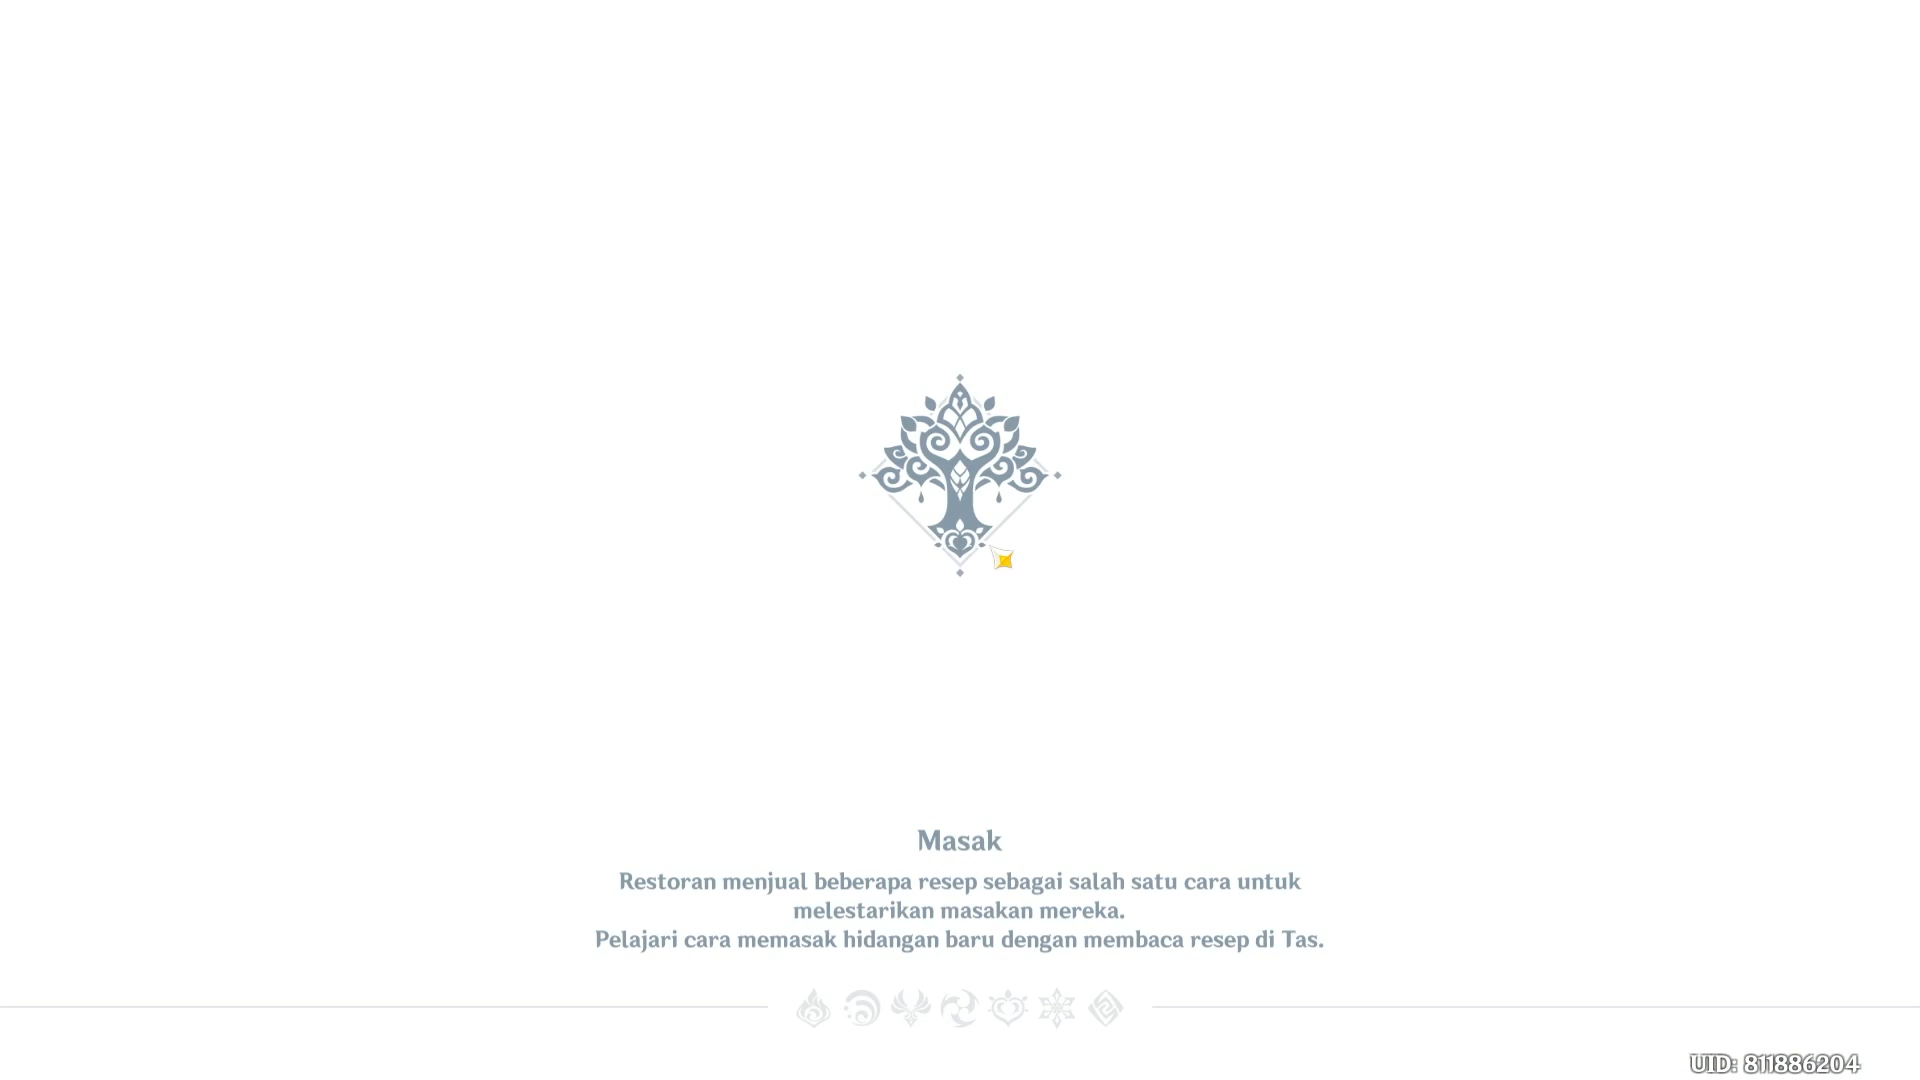 Masak
Restoran menjual beberapa resep sebagai salah satu cara untuk
melestarikan masakan mereka.
Pelajari cara memasak hidangan baru dengan membaca resep di Tas.
UID: 811886204